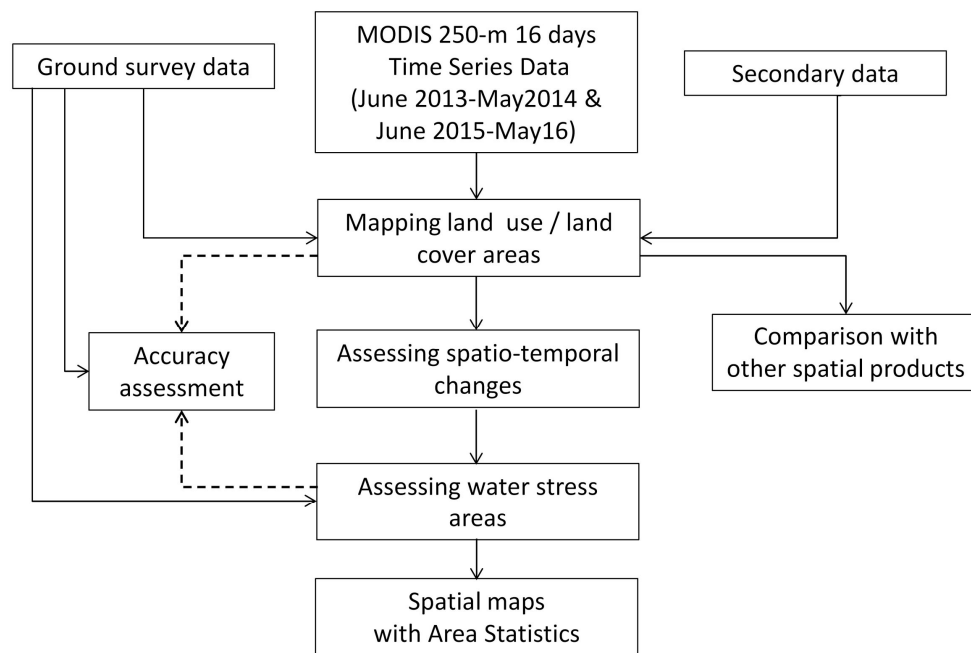 Ground survey data
MODIS 250-m 16 days
Time Series Data
(June 2013-May2014 &
June 2015-May16)
Secondary data
Mapping land use / land
cover areas
Accuracy
assessment
Assessing spatio-temporal
changes
Comparison with
other spatial products
Assessing water stress
areas
Spatial maps
with Area Statistics